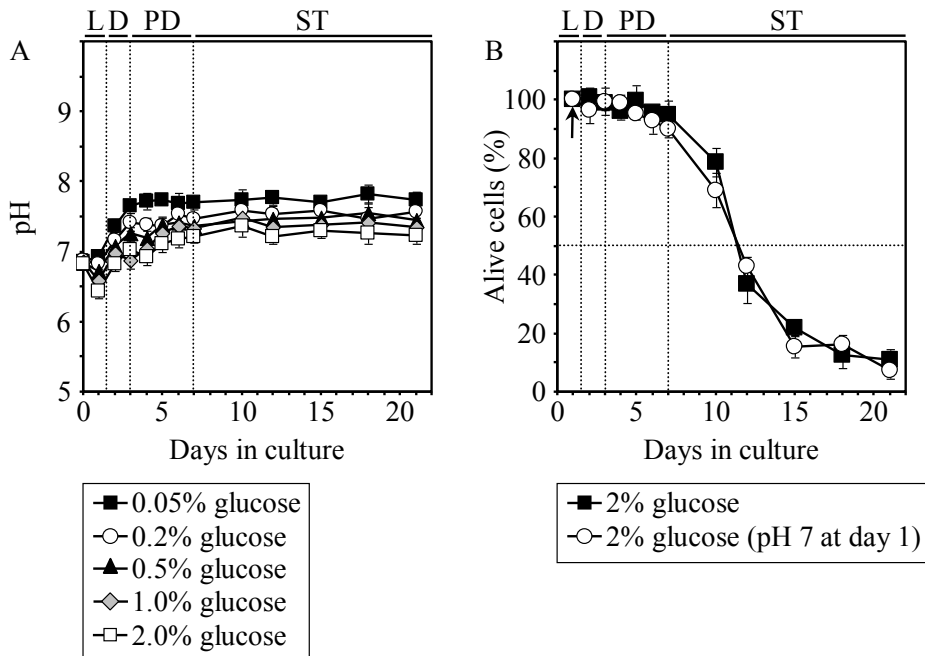 L D PD ST
A
9
8
7
6
5
pH
0 5 10 15 20
Days in culture
0.05% glucose
0.2% glucose
0.5% glucose
1.0% glucose
2.0% glucose
L D PD ST
B
100
80
60
40
20
0
Alive cells (%)
0 5 10 15 20
Days in culture
2% glucose
2% glucose (pH 7 at day 1)